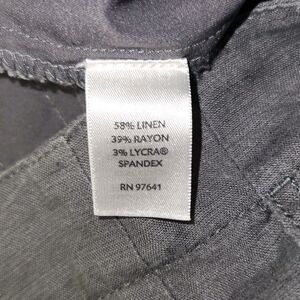 58% LINEN
39% RAYON
3% LYCRA®
SPANDEX
RN 97641